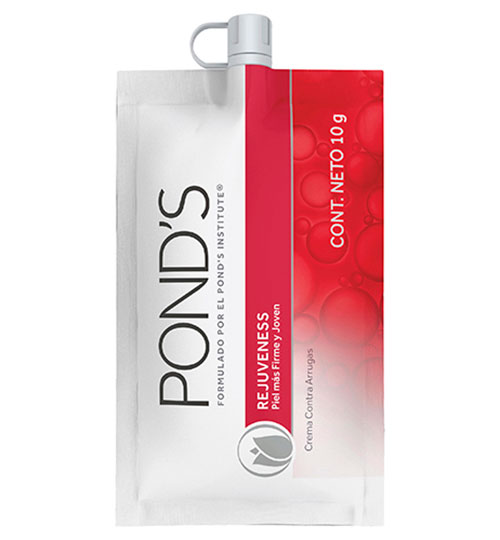 POND'S
FORMULADO POR EL POND'S INSTITUTE®
REJUVENESS
Piel más Firme y Joven
Crema Contra Arrugas
CONT. NETO 10 g